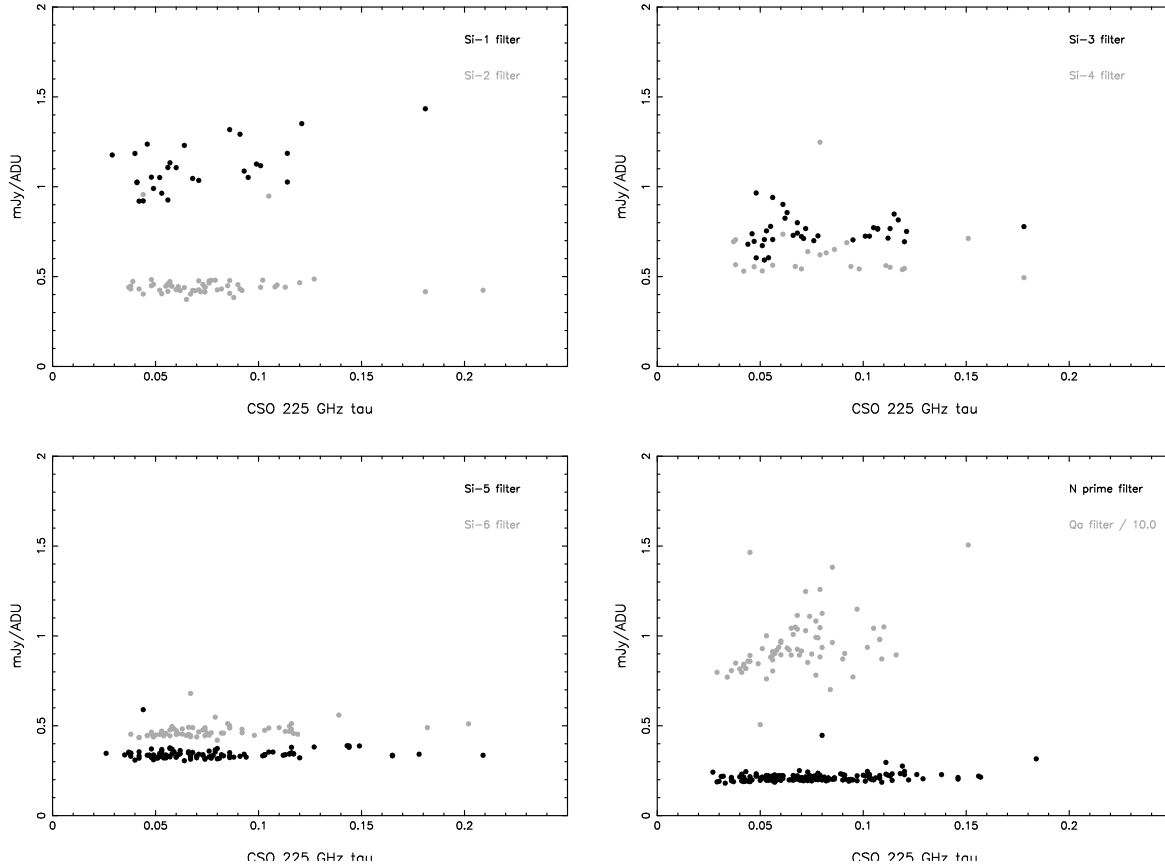 2
1.5
1
0.5
0
mJy/ADU
Si-1 filter
Si-2 filter
0 0.05 0.1 0.15 0.2
CSO 225 GHz tau
2
1.5
1
0.5
0
mJy/ADU
Si-3 filter
Si-4 filter
0 0.05 0.1 0.15 0.2
CSO 225 GHz tau
2
1.5
1
0.5
0
mJy/ADU
Si-5 filter
Si-6 filter
0 0.05 0.1 0.15 0.2
CSO 225 GHz tau
2
1.5
1
0.5
0
mJy/ADU
N prime filter
Qa filter / 10.0
0 0.05 0.1 0.15 0.2
CSO 225 GHz tau